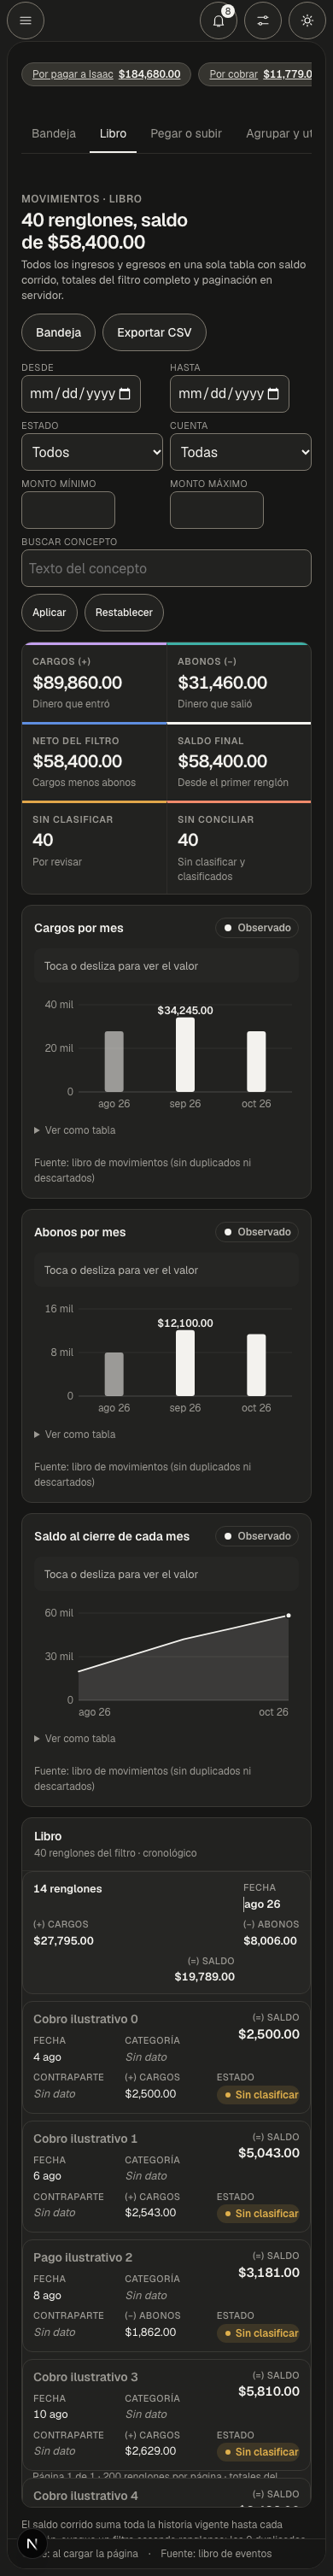 8
Por pagar a Isaac $184,680.00
Por cobrar $11,779.0
Bandeja Libro Pegar o subir Agrupar y ut
MOVIMIENTOS · LIBRO
40 renglones, saldo
de $58,400.00
Todos los ingresos y egresos en una sola tabla con saldo
corrido, totales del filtro completo y paginación en
servidor.
Bandeja Exportar CSV
DESDE HASTA
mm/dd/yyyy mm/dd/yyyy
ESTADO CUENTA
Todos Todas
MONTO MÍNIMO MONTO MÁXIMO
BUSCAR CONCEPTO
Texto del concepto
Aplicar Restablecer
CARGOS (+) ABONOS (−)
$89,860.00 $31,460.00
Dinero que entró Dinero que salió
NETO DEL FILTRO SALDO FINAL
$58,400.00 $58,400.00
Cargos menos abonos Desde el primer renglón
SIN CLASIFICAR SIN CONCILIAR
40 40
Por revisar Sin clasificar y
clasificados
Cargos por mes Observado
Toca o desliza para ver el valor
40 mil
$34,245.00
20 mil
0
ago 26 sep 26 oct 26
Ver como tabla
Fuente: libro de movimientos (sin duplicados ni
descartados)
Abonos por mes Observado
Toca o desliza para ver el valor
16 mil
$12,100.00
8 mil
0
ago 26 sep 26 oct 26
Ver como tabla
Fuente: libro de movimientos (sin duplicados ni
descartados)
Saldo al cierre de cada mes Observado
Toca o desliza para ver el valor
60 mil
30 mil
0
ago 26 oct 26
Ver como tabla
Fuente: libro de movimientos (sin duplicados ni
descartados)
Libro
40 renglones del filtro · cronológico
14 renglones FECHA
ago 26
(+) CARGOS (−) ABONOS
$27,795.00 $8,006.00
(=) SALDO
$19,789.00
Cobro ilustrativo 0 (=) SALDO
$2,500.00
FECHA CATEGORÍA
4 ago Sin dato
CONTRAPARTE (+) CARGOS ESTADO
Sin dato $2,500.00 Sin clasificar
Cobro ilustrativo 1 (=) SALDO
$5,043.00
FECHA CATEGORÍA
6 ago Sin dato
CONTRAPARTE (+) CARGOS ESTADO
Sin dato $2,543.00 Sin clasificar
Pago ilustrativo 2 (=) SALDO
$3,181.00
FECHA CATEGORÍA
8 ago Sin dato
CONTRAPARTE (−) ABONOS ESTADO
Sin dato $1,862.00 Sin clasificar
Cobro ilustrativo 3 (=) SALDO
$5,810.00
FECHA CATEGORÍA
10 ago Sin dato
CONTRAPARTE (+) CARGOS ESTADO
Sin dato $2,629.00 Sin clasificar
Página 1 de 1 · 200 renglones por página · totales del
Cobro ilustrativo 4 (=) SALDO
El saldo corrido suma toda la historia vigente hasta cada
N
al cargar la página · Fuente: libro de eventos